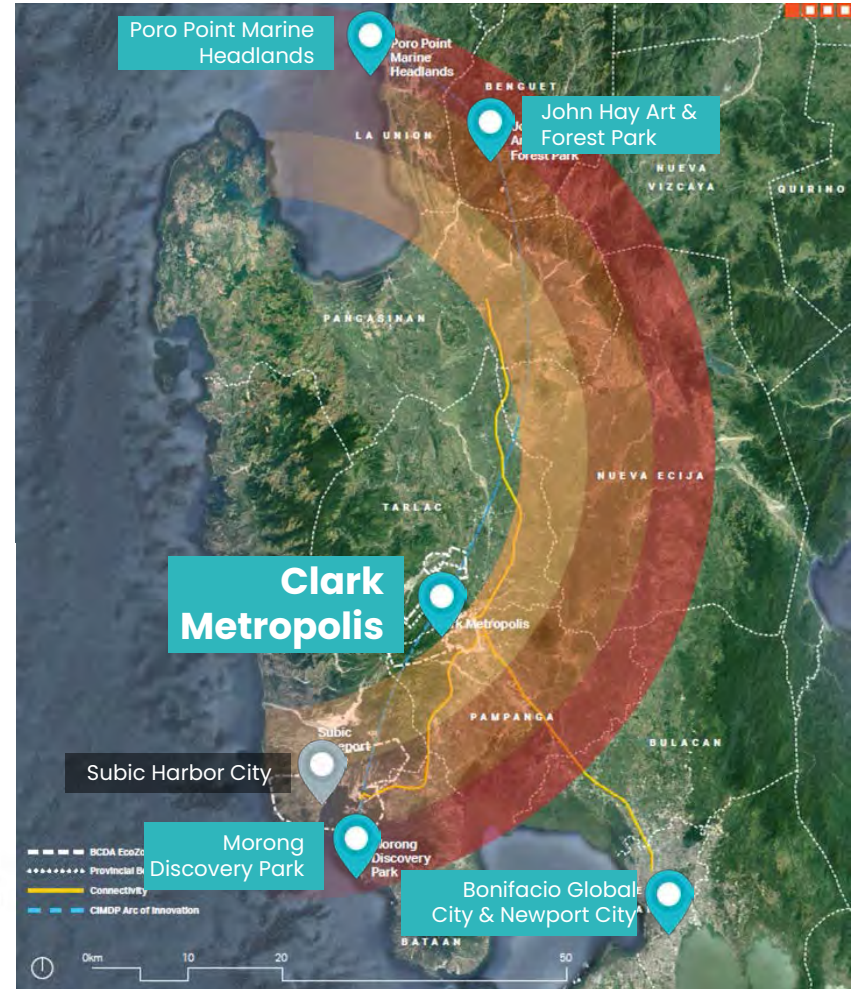 Poro Point Marine
Headlands
Poro Point
Marine
Headlands
BENGUET
John Hay Art &
Forest Park
Forest Park
LA UNION
NUEVA
VIZCAYA
QUIRINO
PANGASINAN
NUEVA ECIJA
TARLAC
Clark
Metropolis
k Metropolis
PAMPANGA
BULACAN
Subic
eeport
Subic Harbor City
Morong
Discovery Park
Morong
Discovery
Park
BCDA EcoZo
Provincial Bo
Connectivity
CIMDP Arc of Innovation
Bonifacio Global
City & Newport City
BATAAN
0km 10 20 50